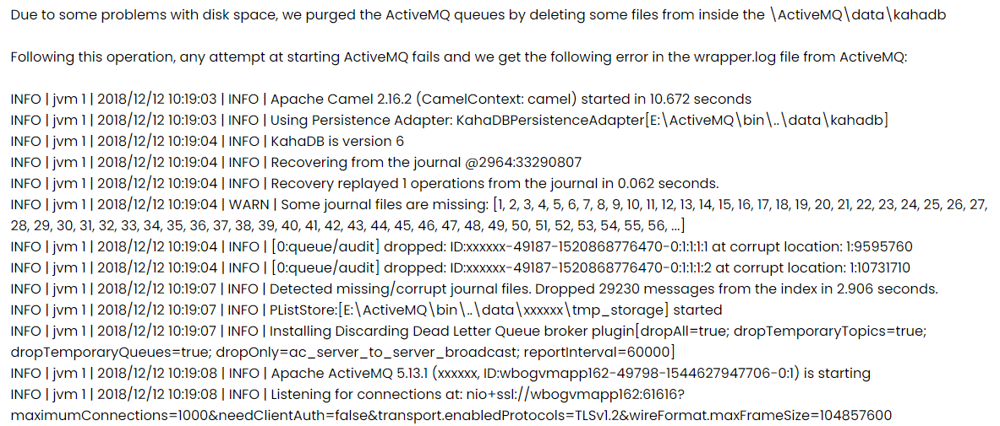 Due to some problems with disk space, we purged the ActiveMQ queues by deleting some files from inside the \ActiveMQ\data\kahadb
Following this operation, any attempt at starting ActiveMQ fails and we get the following error in the wrapper.log file from ActiveMQ:
INFO | jvm 1 | 2018/12/12 10:19:03 | INFO | Apache Camel 2.16.2 (CamelContext: camel) started in 10.672 seconds
INFO | jvm 1 | 2018/12/12 10:19:03 | INFO | Using Persistence Adapter: KahaDBPersistenceAdapter[E:\ActiveMQ\bin\..\data\kahadb]
INFO | jvm 1 | 2018/12/12 10:19:04 | INFO | KahaDB is version 6
INFO | jvm 1 | 2018/12/12 10:19:04 | INFO | Recovering from the journal @2964:33290807
INFO | jvm 1 | 2018/12/12 10:19:04 | INFO | Recovery replayed 1 operations from the journal in 0.062 seconds.
INFO | jvm 1 | 2018/12/12 10:19:04 | WARN | Some journal files are missing: [1, 2, 3, 4, 5, 6, 7, 8, 9, 10, 11, 12, 13, 14, 15, 16, 17, 18, 19, 20, 21, 22, 23, 24, 25, 26, 27,
28, 29, 30, 31, 32, 33, 34, 35, 36, 37, 38, 39, 40, 41, 42, 43, 44, 45, 46, 47, 48, 49, 50, 51, 52, 53, 54, 55, 56, ...]
INFO | jvm 1 | 2018/12/12 10:19:04 | INFO | [0:queue/audit] dropped: ID:xxxxxx-49187-1520868776470-0:1:1:1:1 at corrupt location: 1:9595760
INFO | jvm 1 | 2018/12/12 10:19:04 | INFO | [0:queue/audit] dropped: ID:xxxxxx-49187-1520868776470-0:1:1:1:2 at corrupt location: 1:10731710
INFO | jvm 1 | 2018/12/12 10:19:07 | INFO | Detected missing/corrupt journal files. Dropped 29230 messages from the index in 2.906 seconds.
INFO | jvm 1 | 2018/12/12 10:19:07 | INFO | PListStore:[E:\ActiveMQ\bin\..\data\xxxxxx\tmp_storage] started
INFO | jvm 1 | 2018/12/12 10:19:07 | INFO | Installing Discarding Dead Letter Queue broker plugin[dropAll=true; dropTemporaryTopics=true;
dropTemporaryQueues=true; dropOnly=ac_server_to_server_broadcast; reportInterval=60000]
INFO | jvm 1 | 2018/12/12 10:19:08 | INFO | Apache ActiveMQ 5.13.1 (xxxxxx, ID:wbogvmapp162-49798-1544627947706-0:1) is starting
INFO | jvm 1 | 2018/12/12 10:19:08 | INFO | Listening for connections at: nio+ssl://wbogvmapp162:61616?
maximumConnections=1000&needClientAuth=false&transport.enabledProtocols=TLSv1.2&wireFormat.maxFrameSize=104857600